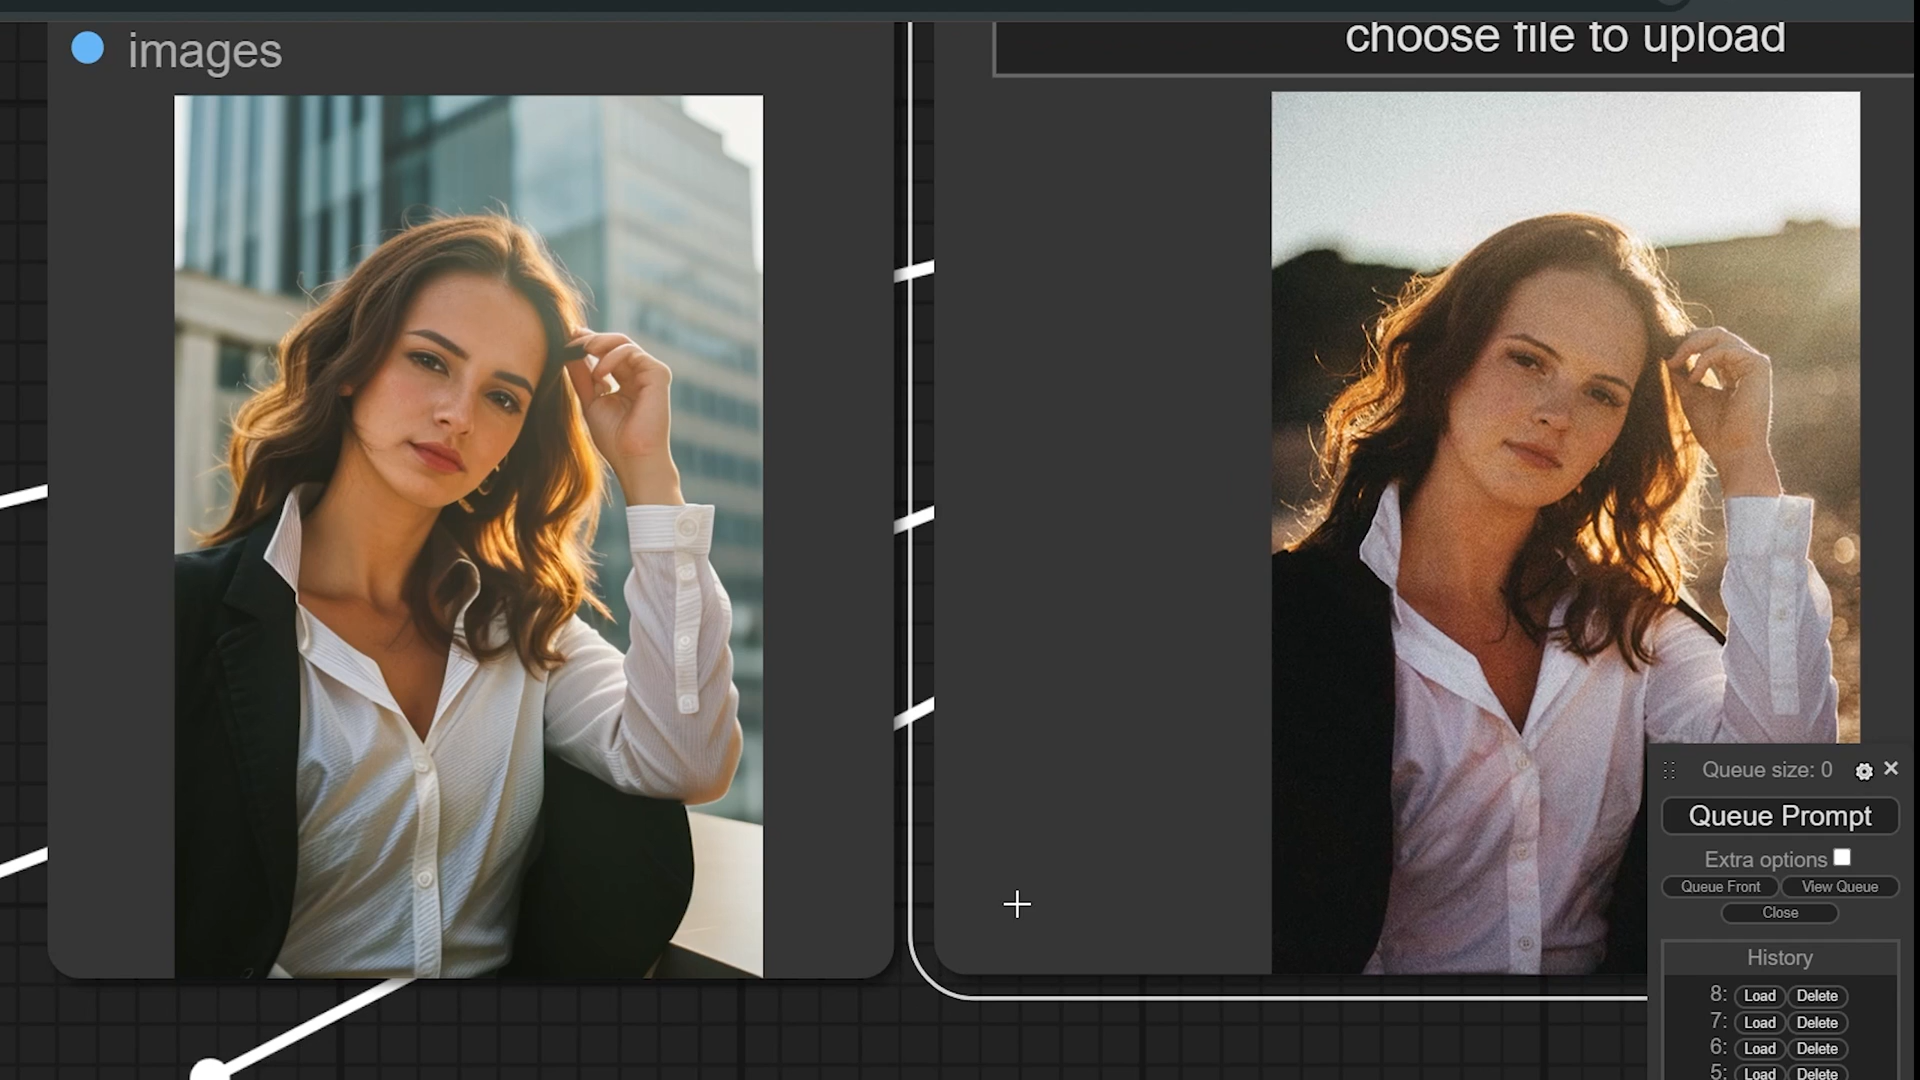 images
choose file to upload
Queue size: 0
Queue Prompt
Extra options
Queue Front
View Queue
Close
History
8: Load Delete
7: Load Delete
6: Load Delete
5: Load Delete